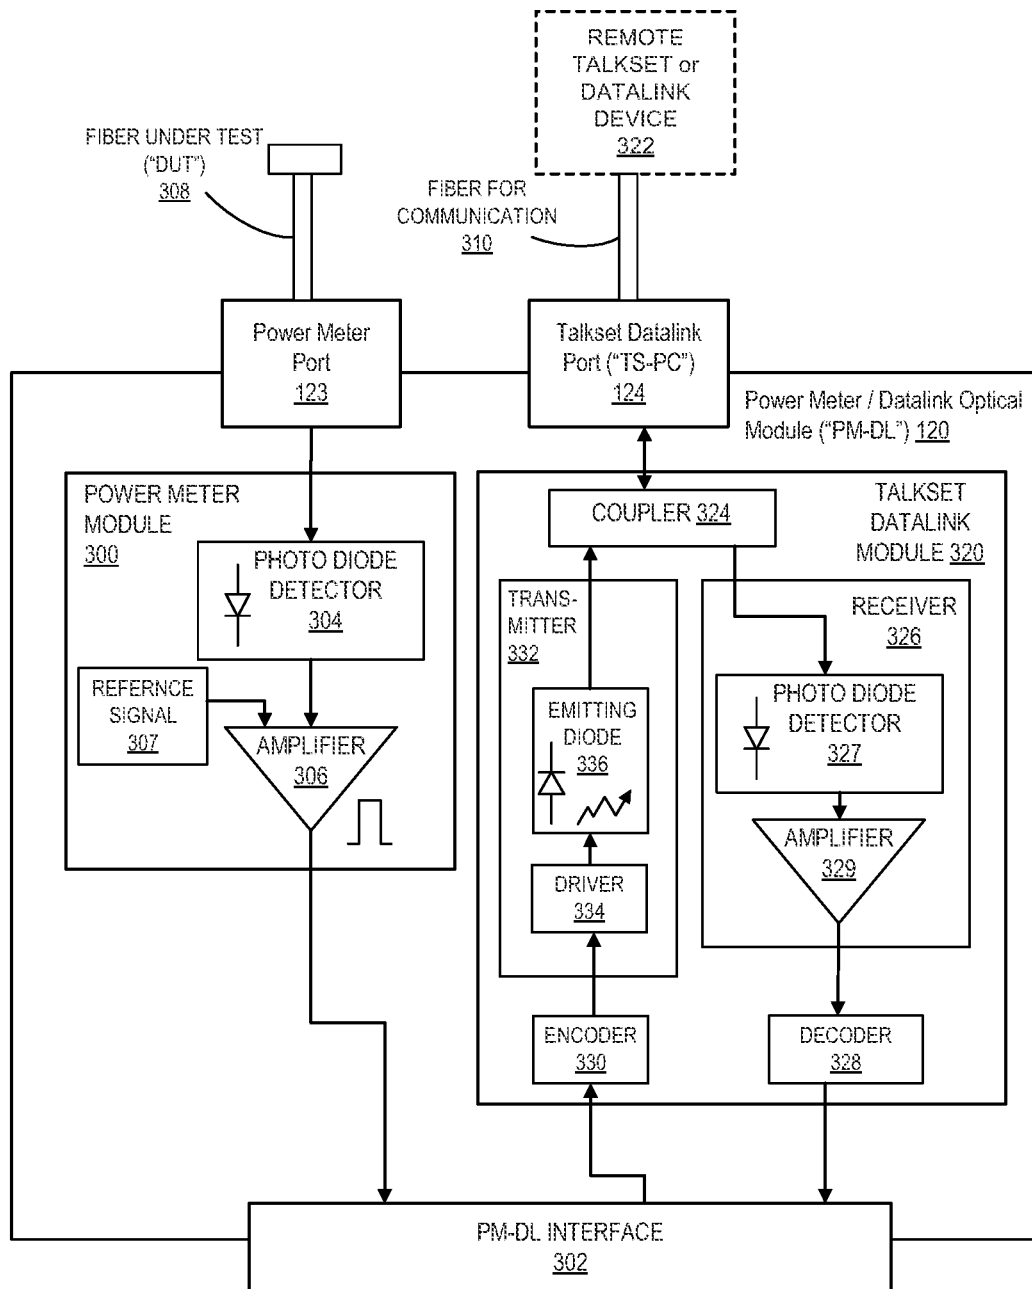 REMOTE
TALKSET or
DATALINK
DEVICE
322
FIBER UNDER TEST
("DUT")
308
FIBER FOR
COMMUNICATION
310
Power Meter
Port
123
Talkset Datalink
Port ("TS-PC")
124
Power Meter / Datalink Optical
Module ("PM-DL") 120
POWER METER
MODULE
300
PHOTO DIODE
DETECTOR
304
REFERNCE
SIGNAL
307
AMPLIFIER
306
COUPLER 324
TALKSET
DATALINK
MODULE 320
TRANS-
MITTER
332
EMITTING
DIODE
336
DRIVER
334
RECEIVER
326
PHOTO DIODE
DETECTOR
327
AMPLIFIER
329
ENCODER
330
DECODER
328
PM-DL INTERFACE
302